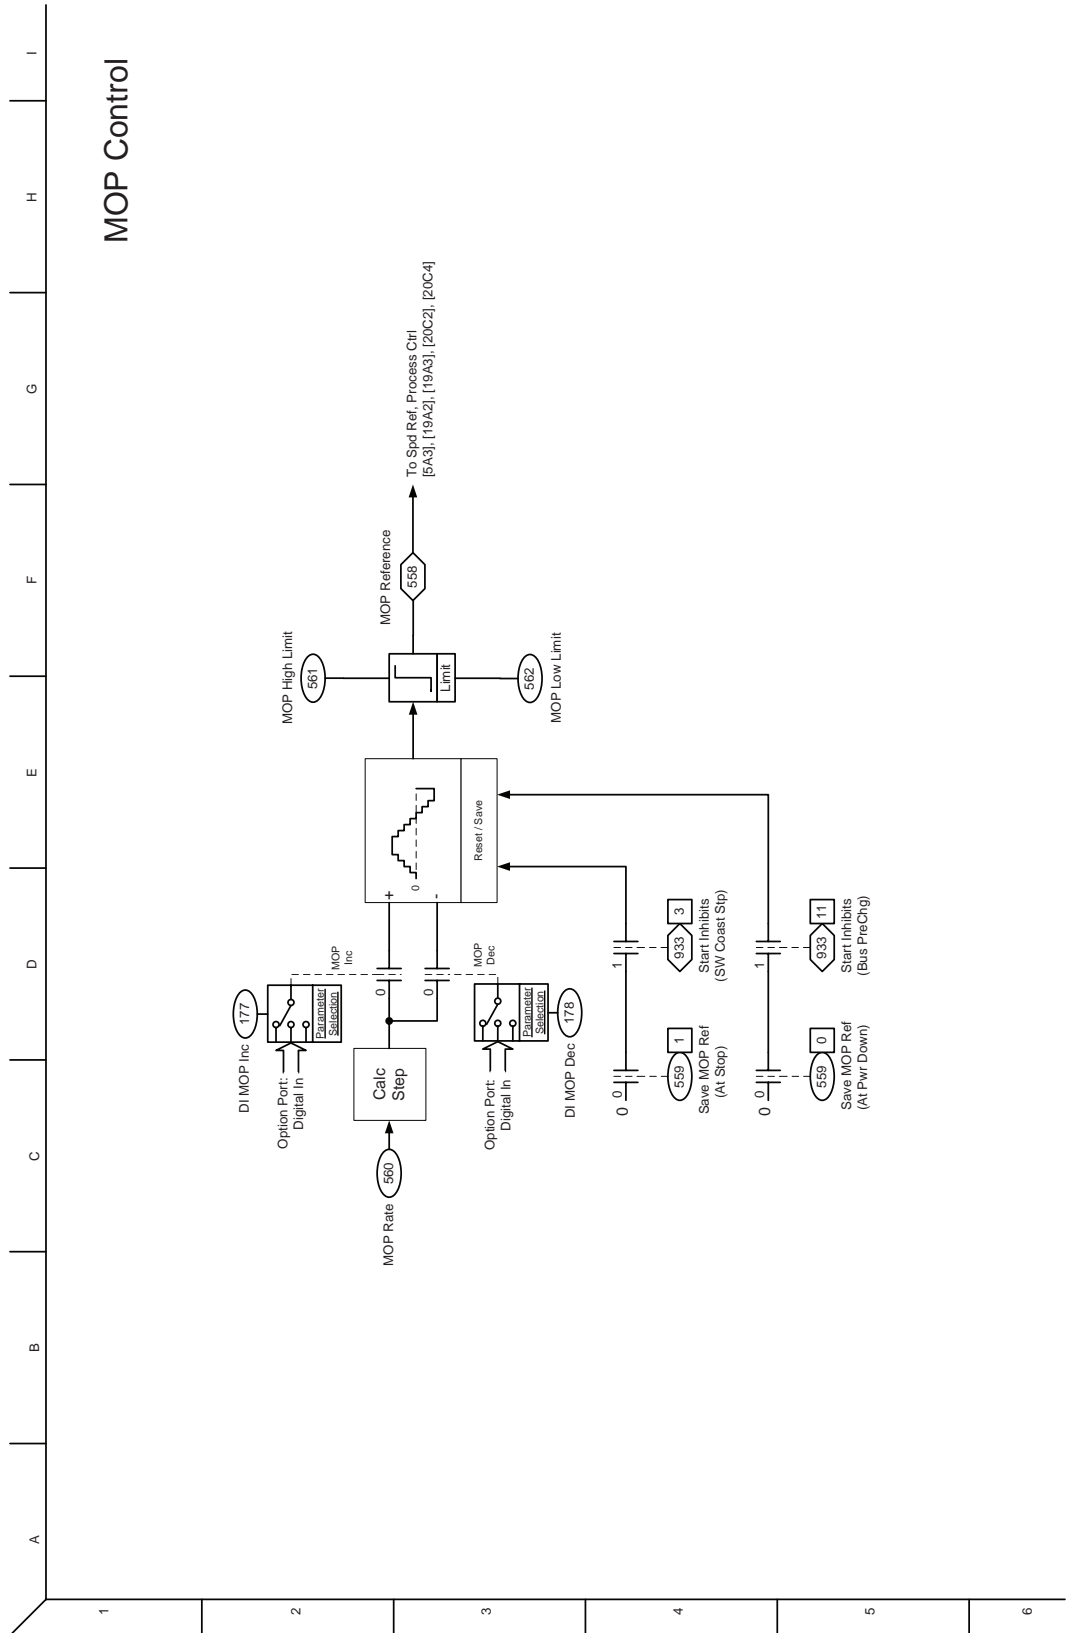 A
B
C
D
E
F
G
H
I
1
2
3
4
5
6
MOP Control
DI MOP Inc
177
Option Port:
Digital In
Parameter
Selection
MOP
Inc
MOP Rate
560
Calc
Step
0
0
MOP
Dec
Option Port:
Digital In
Parameter
Selection
DI MOP Dec
178
+
-
0
Reset / Save
MOP High Limit
561
Limit
562
MOP Low Limit
MOP Reference
558
To Spd Ref, Process Ctrl
[5A3], [19A2], [19A3], [20C2], [20C4]
0
0
1
559
1
Save MOP Ref
(At Stop)
933
3
Start Inhibits
(SW Coast Stp)
0
0
1
559
0
Save MOP Ref
(At Pwr Down)
933
11
Start Inhibits
(Bus PreChg)